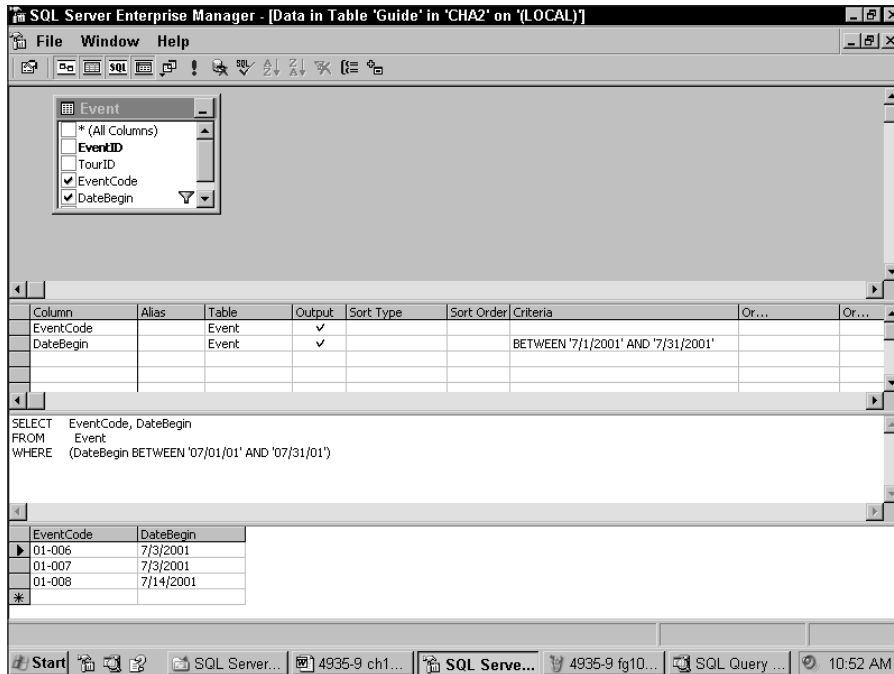 SQL Server Enterprise Manager - [Data in Table 'Guide' in 'CHA2' on '(LOCAL)']
File Window Help
SQL
SQL
Event
* (All Columns)
EventID
TourID
EventCode
DateBegin
Column Alias Table Output Sort Type Sort Order Criteria Or... Or...
EventCode Event
DateBegin Event BETWEEN '7/1/2001' AND '7/31/2001'
SELECT EventCode, DateBegin
FROM Event
WHERE (DateBegin BETWEEN '07/01/01' AND '07/31/01')
EventCode DateBegin
01-006 7/3/2001
01-007 7/3/2001
01-008 7/14/2001
Start SQL Server... 4935-9 ch1... SQL Serve... 4935-9 fg10... SQL Query ... 10:52 AM